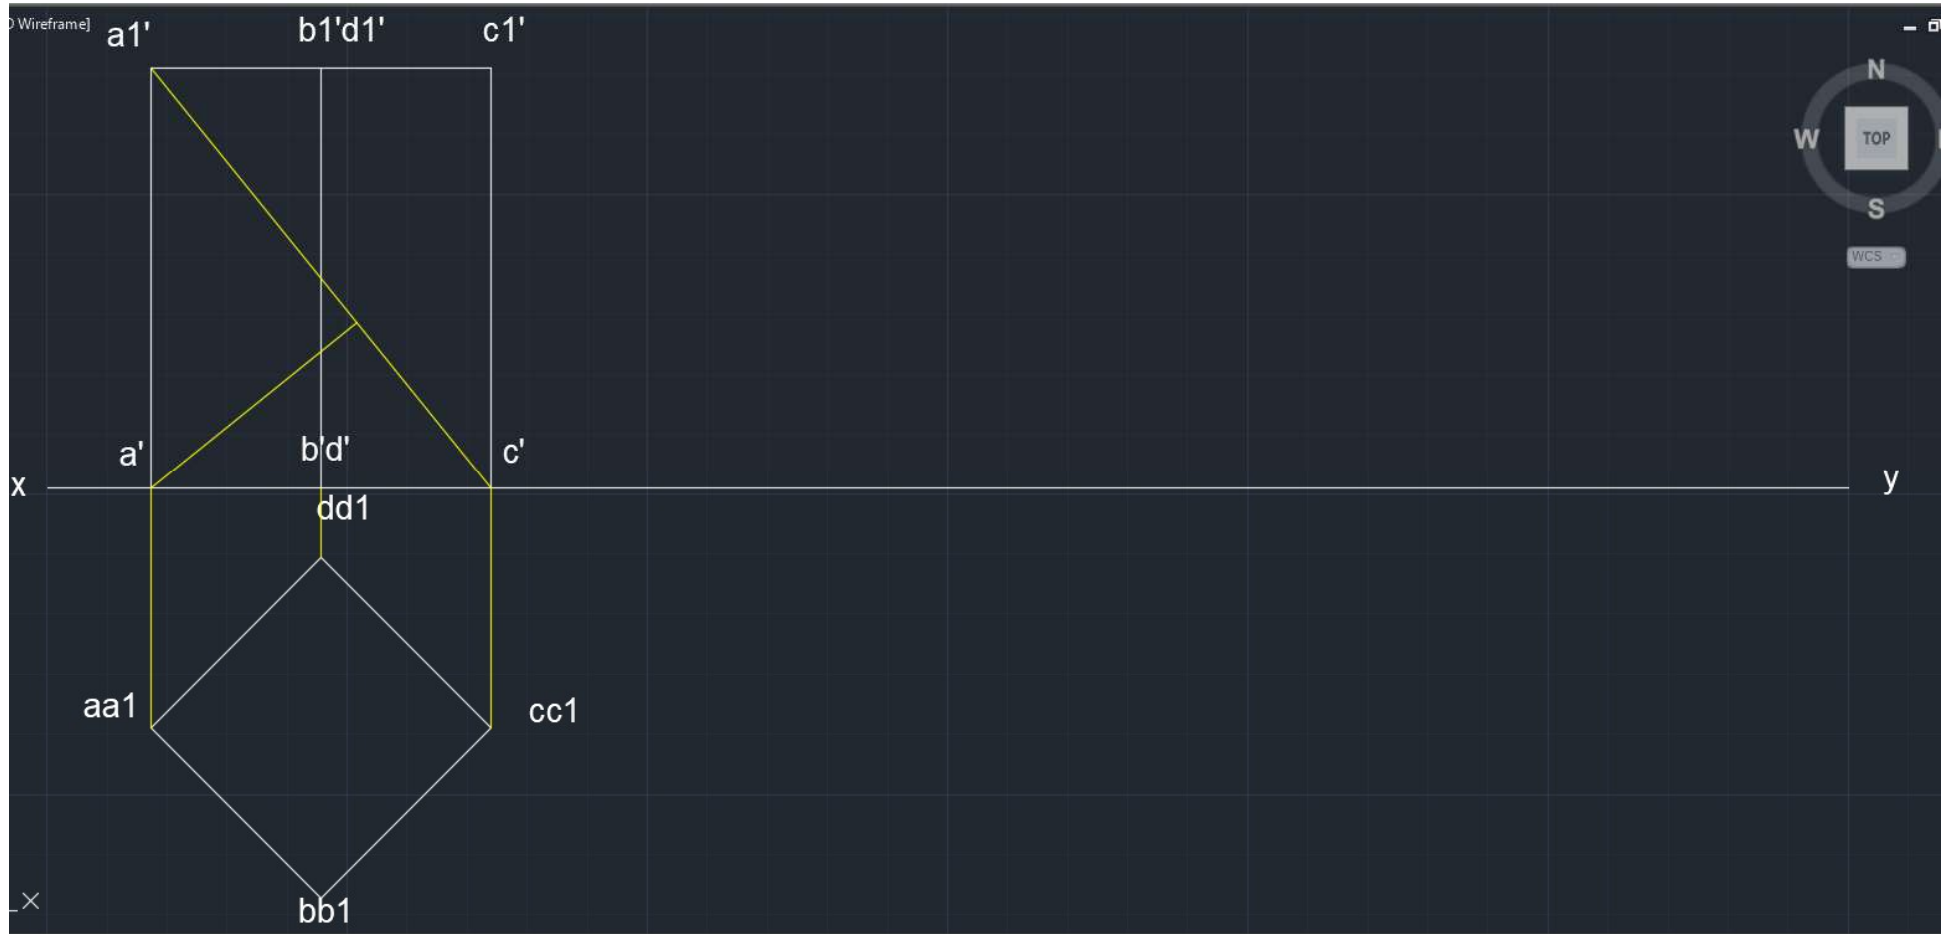 D Wireframe]
a1' b1'd1' c1'
N
W TOP
S
WCS
a' b'd' c'
x y
dd1
aa1 cc1
bb1
X